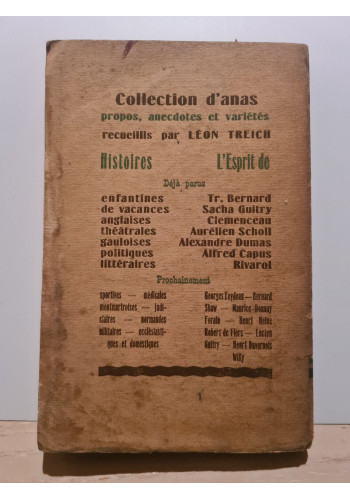 Collection d'anas
propos, anecdotes et variétés
recueillis par LÉON TREICH
Histoires L'Esprit de
Déjà parus
enfantines Tr. Bernard
de vacances Sacha Guitry
anglaises Clemenceau
théâtrales Aurélien Scholl
gauloises Alexandre Dumas
politiques Alfred Capus
littéraires Rivarol
Prochainement
sportives — médicales Georges Feydeau — Bernard
montmartroises — judi- Shaw — Maurice Donnay
ciaires — normandes Forain — Henri Heine
militaires — ecclésiasti- Robert de Flers — Lucien
ques et domestiques Guitry — Henri Duvernois
Willy